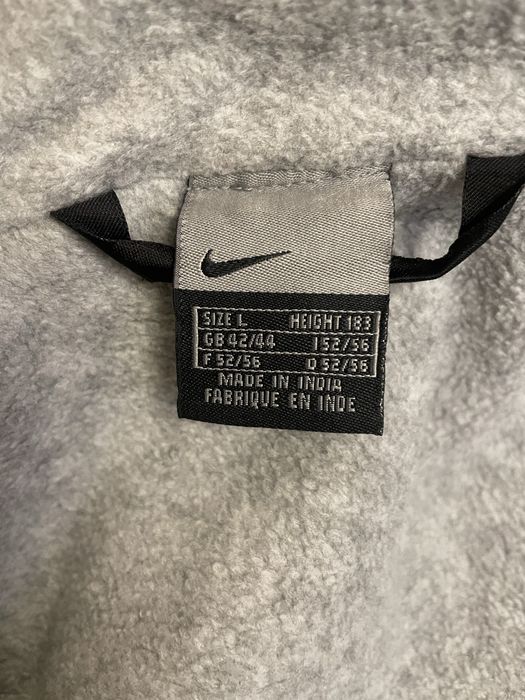 SIZE L HEIGHT 183
GB 42/44 I 52/56
F 52/56 D 52/56
MADE IN INDIA
FABRIQUE EN INDE